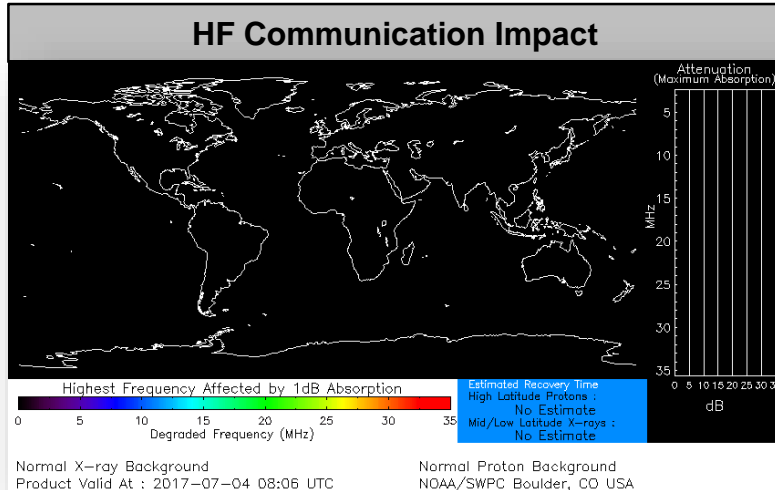 HF Communication Impact
Attenuation
(Maximum Absorption)
5
10
15
20
25
30
35
MHz
0 5 10 15 20 25 30 3
dB
Highest Frequency Affected by 1dB Absorption
0 5 10 15 20 25 30 35
Degraded Frequency (MHz)
Estimated Recovery Time
High Latitude Protons :
No Estimate
Mid/Low Latitude X-rays :
No Estimate
Normal X-ray Background
Product Valid At : 2017-07-04 08:06 UTC
Normal Proton Background
NOAA/SWPC Boulder, CO USA